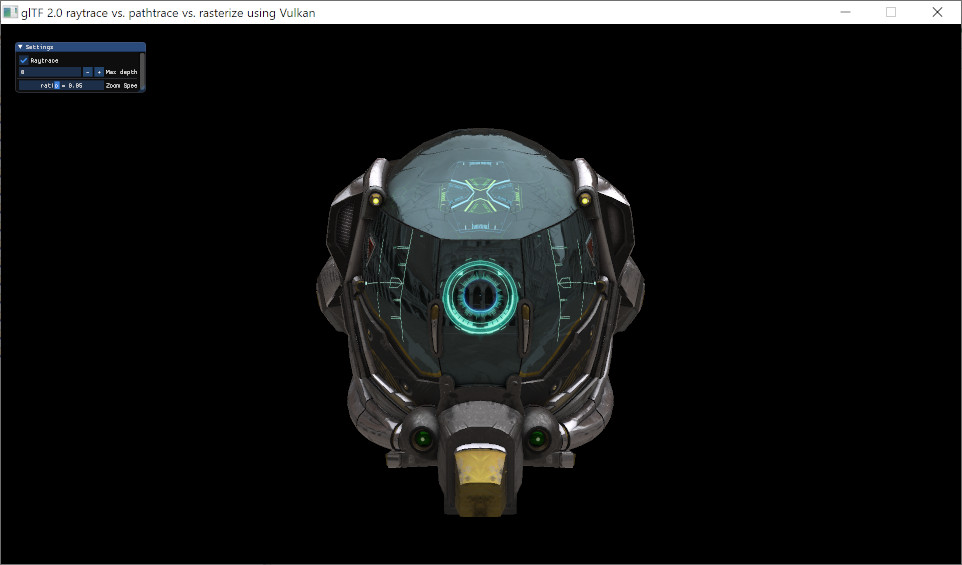 glTF 2.0 raytrace vs. pathtrace vs. rasterize using Vulkan
Settings
Raytrace
8 - + Max depth
ratio = 0.05 Zoom Spee